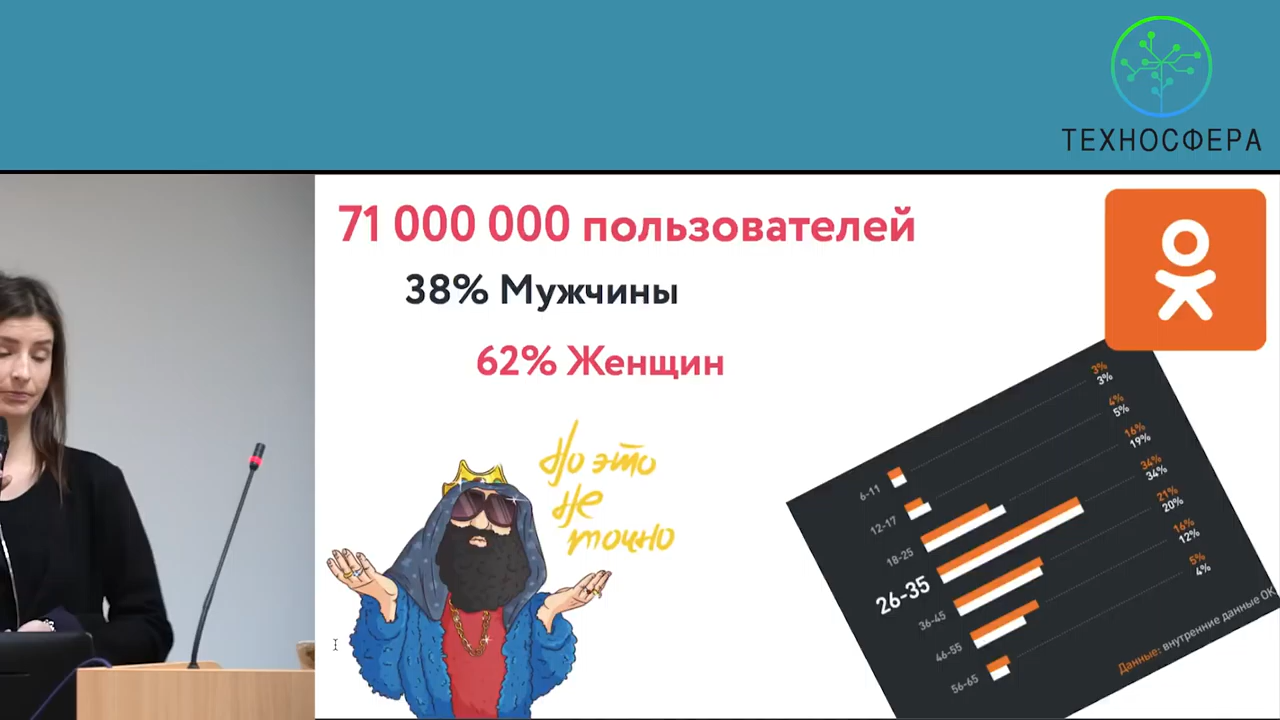 ТЕХНОСФЕРА
71 000 000 пользователей
38% Мужчины
62% Женщин
Но это
не
точно
6-11
3%
3%
12-17
4%
5%
18-25
16%
19%
26-35
34%
34%
36-45
21%
20%
46-55
16%
12%
56-65
5%
4%
Данные: внутренние данные ОК